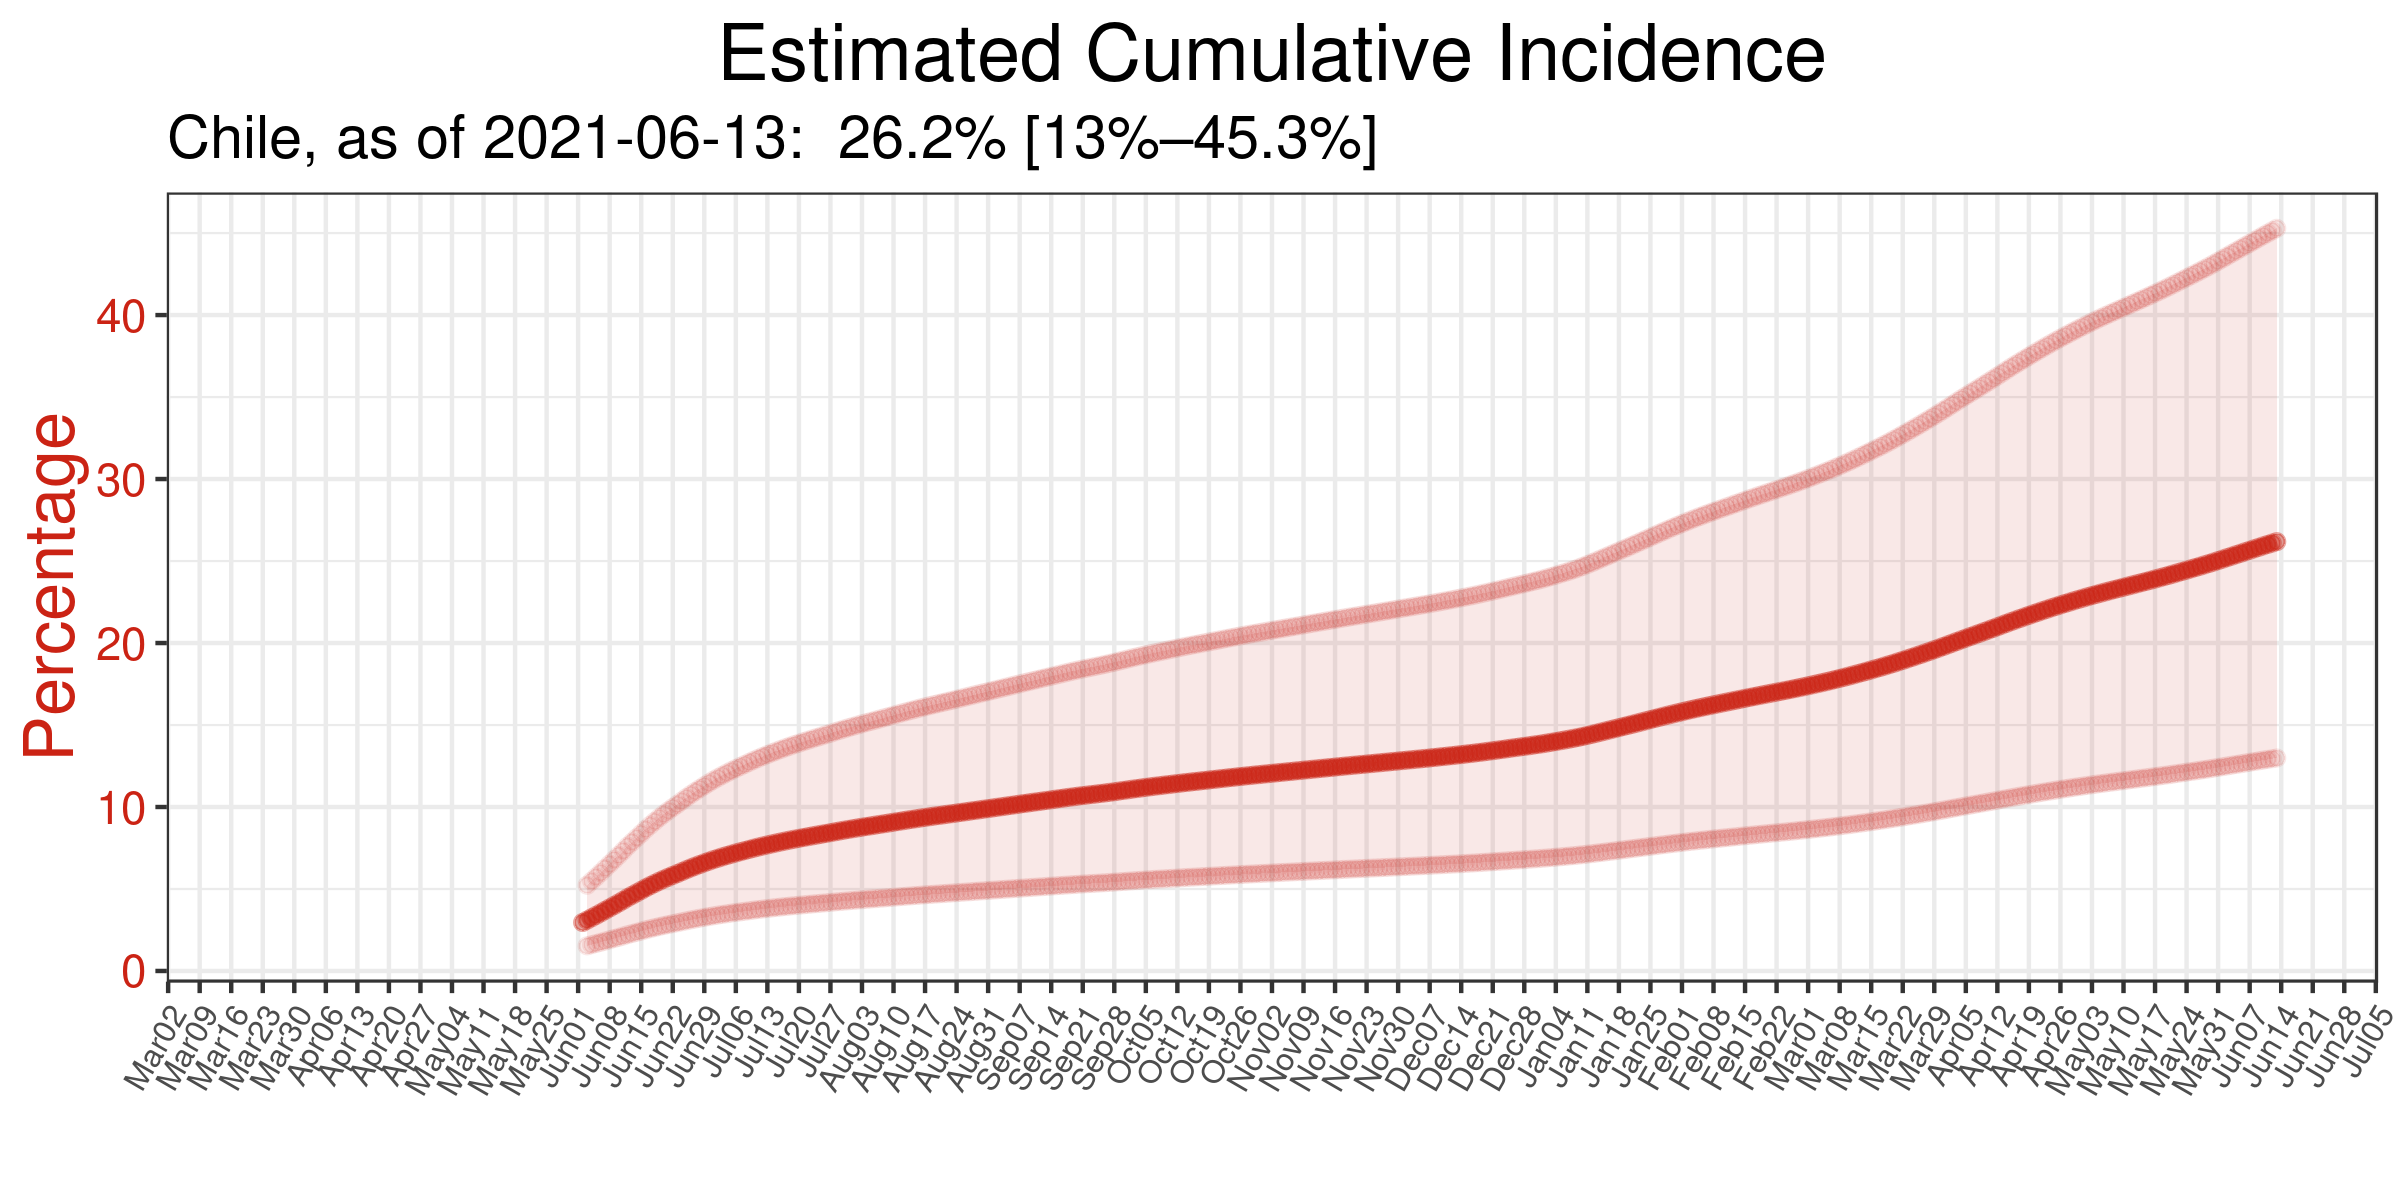 Estimated Cumulative Incidence
Chile, as of 2021-06-13:  26.2% [13%–45.3%]
Percentage
40
30
20
10
0
Mar02
Mar09
Mar16
Mar23
Mar30
Apr06
Apr13
Apr20
Apr27
May04
May11
May18
May25
Jun01
Jun08
Jun15
Jun22
Jun29
Jul06
Jul13
Jul20
Jul27
Aug03
Aug10
Aug17
Aug24
Aug31
Sep07
Sep14
Sep21
Sep28
Oct05
Oct12
Oct19
Oct26
Nov02
Nov09
Nov16
Nov23
Nov30
Dec07
Dec14
Dec21
Dec28
Jan04
Jan11
Jan18
Jan25
Feb01
Feb08
Feb15
Feb22
Mar01
Mar08
Mar15
Mar22
Mar29
Apr05
Apr12
Apr19
Apr26
May03
May10
May17
May24
May31
Jun07
Jun14
Jun21
Jun28
Jul05